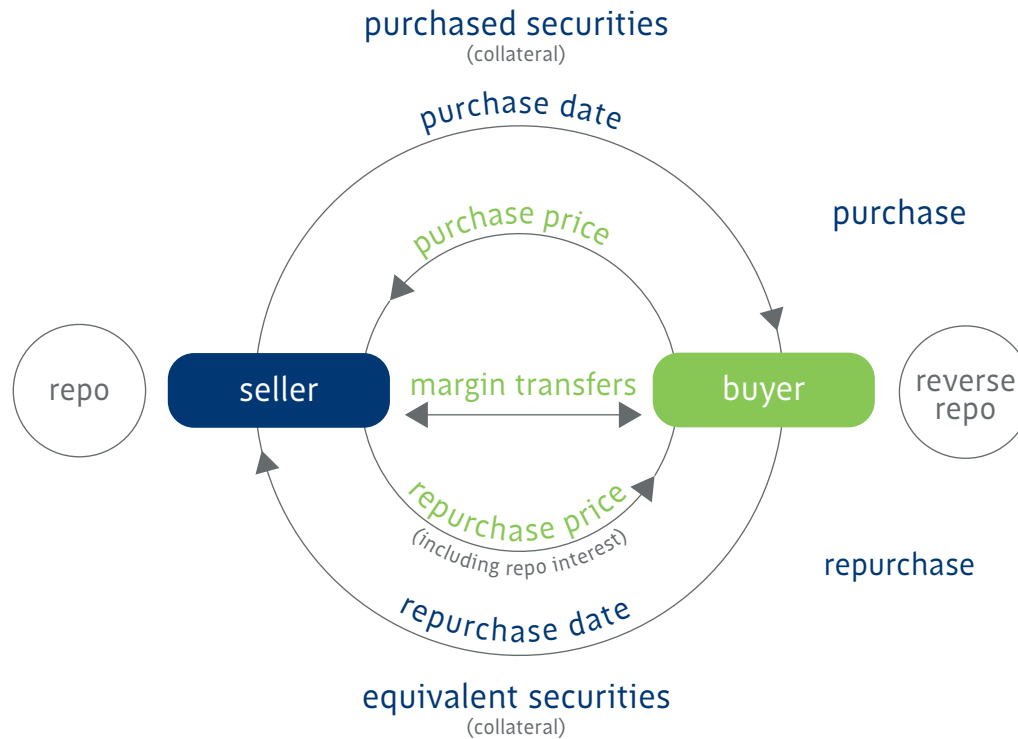 purchased securities
(collateral)
purchase date
purchase price
purchase
repo
seller
margin transfers
buyer
reverse
repo
repurchase price
(including repo interest)
repurchase
repurchase date
equivalent securities
(collateral)